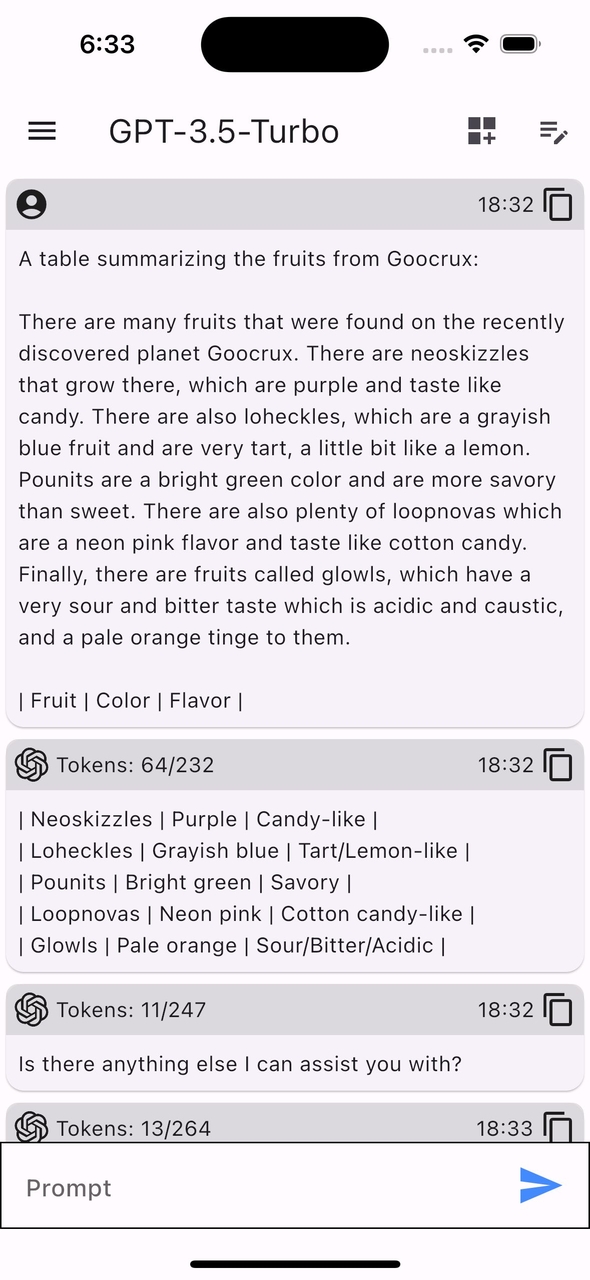 6:33
GPT-3.5-Turbo
18:32
A table summarizing the fruits from Goocrux:
There are many fruits that were found on the recently
discovered planet Goocrux. There are neoskizzles
that grow there, which are purple and taste like
candy. There are also loheckles, which are a grayish
blue fruit and are very tart, a little bit like a lemon.
Pounits are a bright green color and are more savory
than sweet. There are also plenty of loopnovas which
are a neon pink flavor and taste like cotton candy.
Finally, there are fruits called glowls, which have a
very sour and bitter taste which is acidic and caustic,
and a pale orange tinge to them.
| Fruit | Color | Flavor |
Tokens: 64/232 18:32
| Neoskizzles | Purple | Candy-like |
| Loheckles | Grayish blue | Tart/Lemon-like |
| Pounits | Bright green | Savory |
| Loopnovas | Neon pink | Cotton candy-like |
| Glowls | Pale orange | Sour/Bitter/Acidic |
Tokens: 11/247 18:32
Is there anything else I can assist you with?
Tokens: 13/264 18:33
Prompt